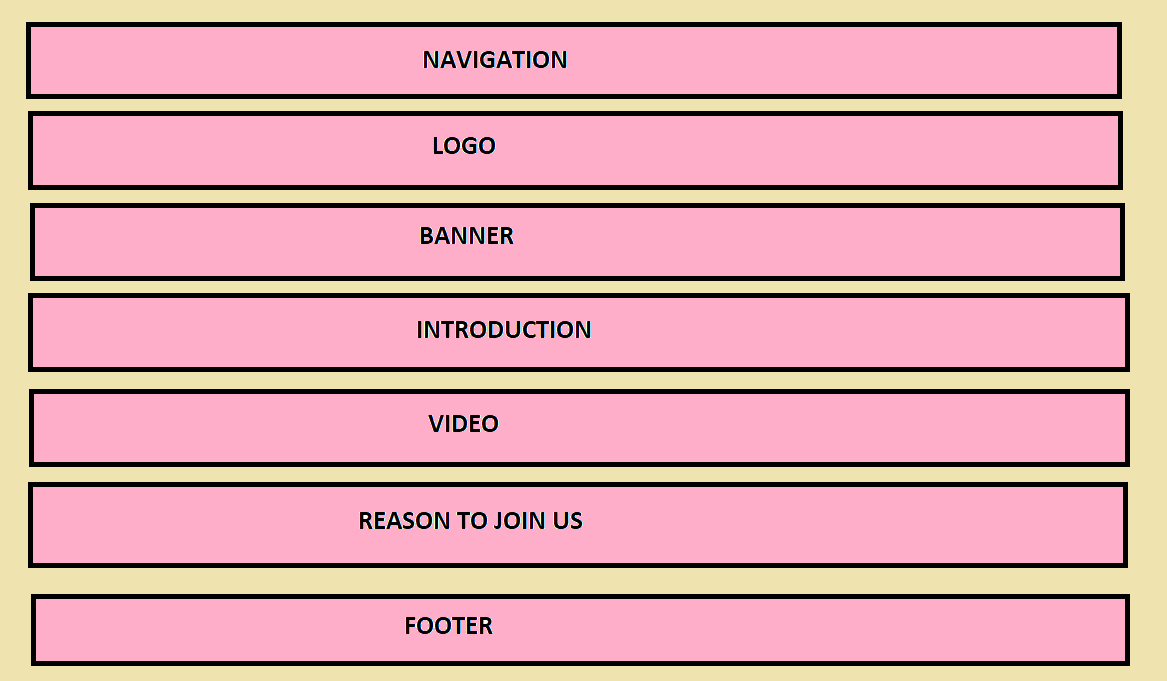 NAVIGATION
LOGO
BANNER
INTRODUCTION
VIDEO
REASON TO JOIN US
FOOTER